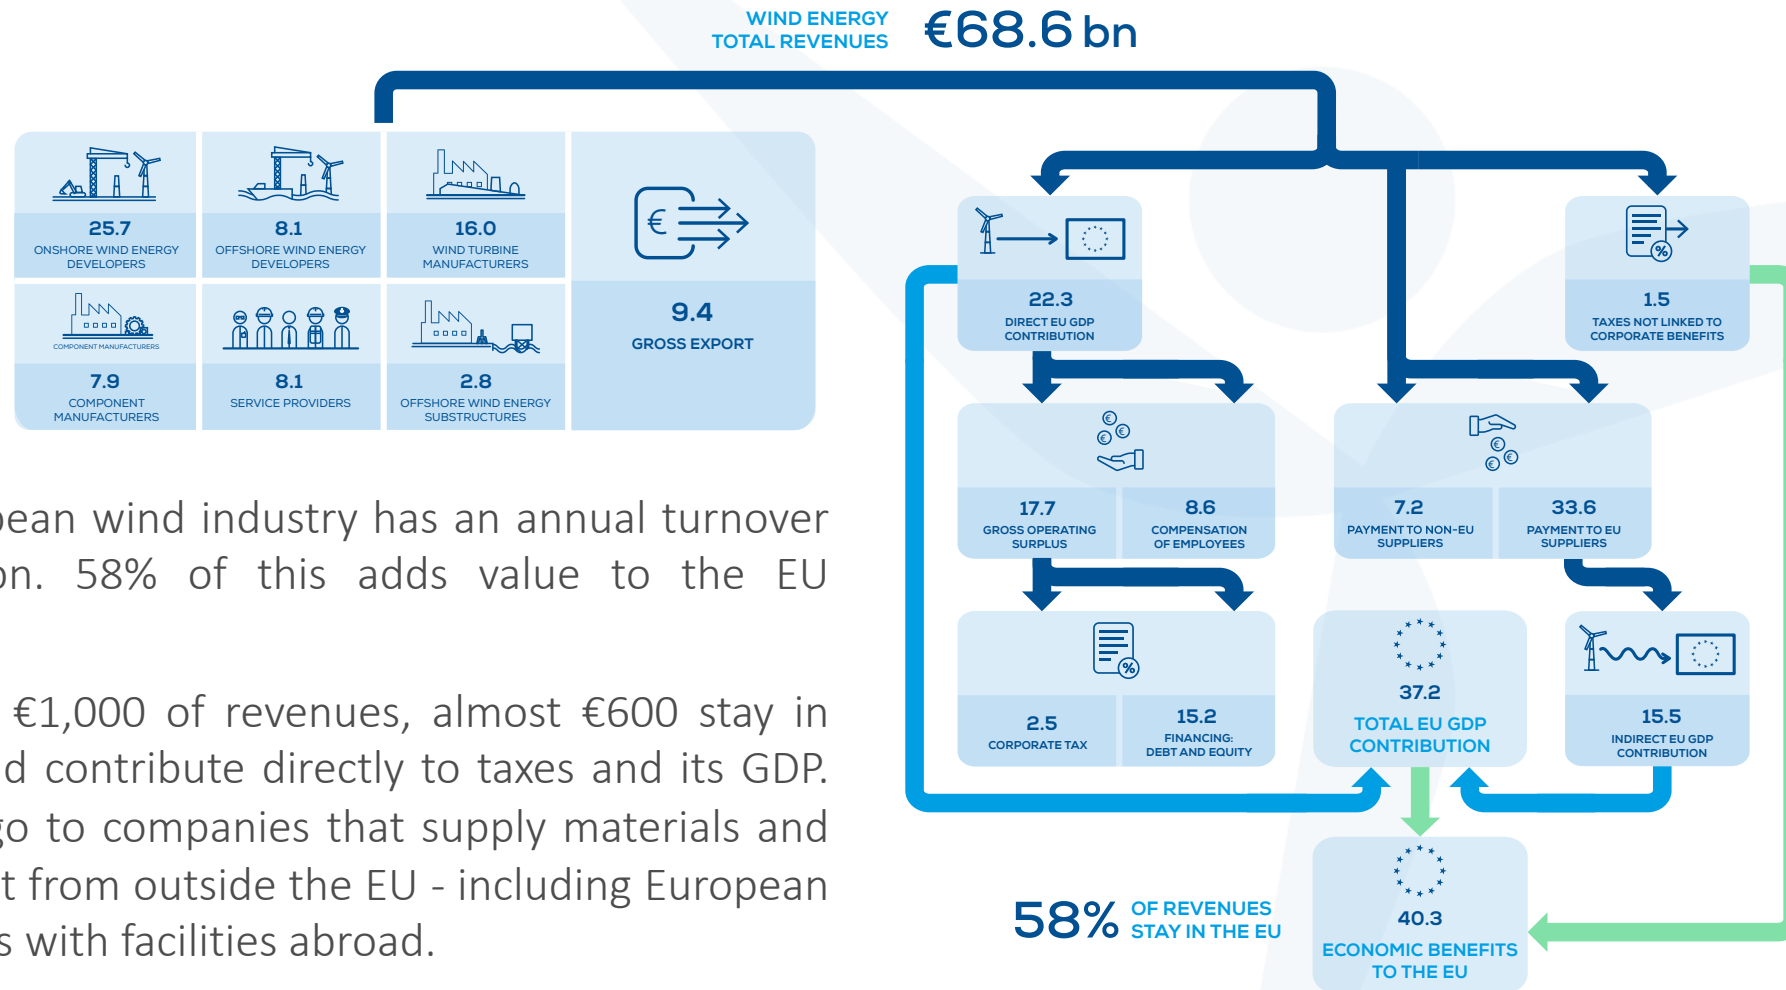 WIND ENERGY
TOTAL REVENUES
€68.6 bn
25.7
ONSHORE WIND ENERGY
DEVELOPERS
8.1
OFFSHORE WIND ENERGY
DEVELOPERS
16.0
WIND TURBINE
MANUFACTURERS
€
9.4
GROSS EXPORT
COMPONENT MANUFACTURERS
7.9
COMPONENT
MANUFACTURERS
8.1
SERVICE PROVIDERS
2.8
OFFSHORE WIND ENERGY
SUBSTRUCTURES
pean wind industry has an annual turnover
on. 58% of this adds value to the EU
€1,000 of revenues, almost €600 stay in
d contribute directly to taxes and its GDP.
go to companies that supply materials and
t from outside the EU - including European
s with facilities abroad.
22.3
DIRECT EU GDP
CONTRIBUTION
%
1.5
TAXES NOT LINKED TO
CORPORATE BENEFITS
€
€ €
17.7
GROSS OPERATING
SURPLUS
8.6
COMPENSATION
OF EMPLOYEES
€
€ €
7.2
PAYMENT TO NON-EU
SUPPLIERS
33.6
PAYMENT TO EU
SUPPLIERS
%
2.5
CORPORATE TAX
15.2
FINANCING:
DEBT AND EQUITY
37.2
TOTAL EU GDP
CONTRIBUTION
15.5
INDIRECT EU GDP
CONTRIBUTION
58% OF REVENUES
STAY IN THE EU
40.3
ECONOMIC BENEFITS
TO THE EU